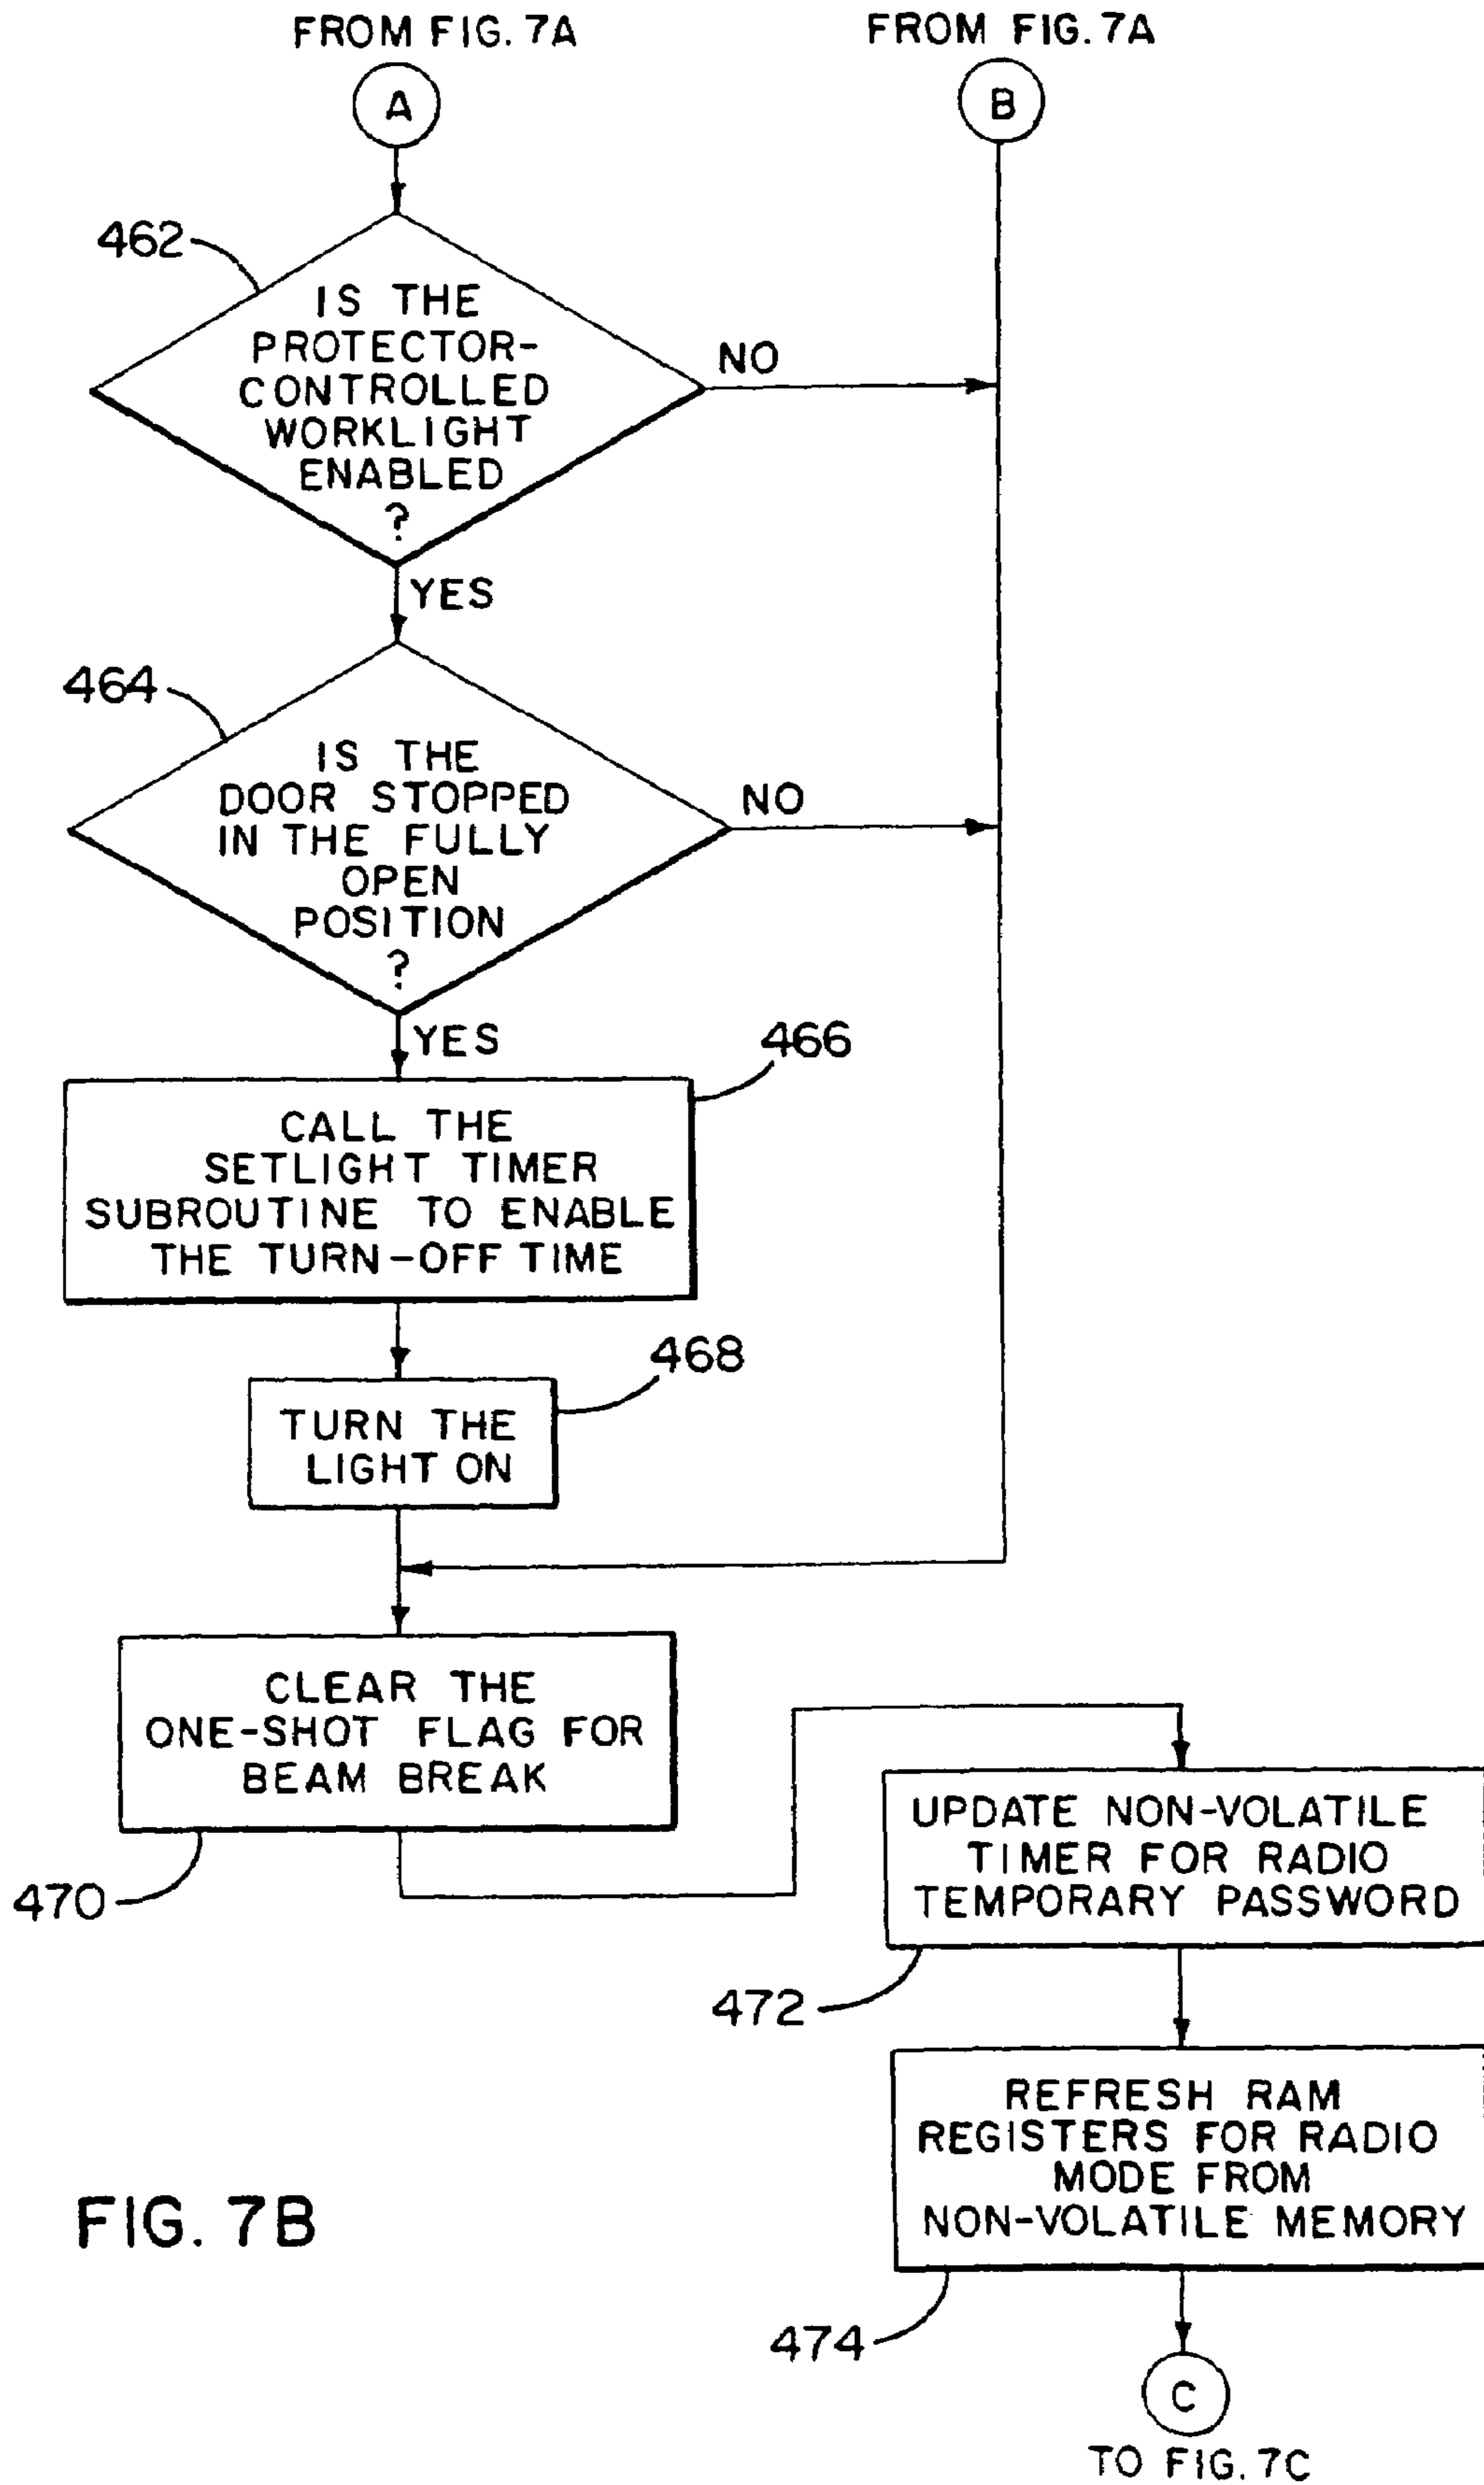 FROM FIG. 7A
A
FROM FIG. 7A
B
462
IS THE
PROTECTOR-
CONTROLLED
WORKLIGHT
ENABLED
?
NO
YES
464
IS THE
DOOR STOPPED
IN THE FULLY
OPEN
POSITION
?
NO
YES
466
CALL THE
SETLIGHT TIMER
SUBROUTINE TO ENABLE
THE TURN-OFF TIME
468
TURN THE
LIGHT ON
CLEAR THE
ONE-SHOT FLAG FOR
BEAM BREAK
470
UPDATE NON-VOLATILE
TIMER FOR RADIO
TEMPORARY PASSWORD
472
REFRESH RAM
REGISTERS FOR RADIO
MODE FROM
NON-VOLATILE MEMORY
474
C
TO FIG. 7C
FIG. 7B